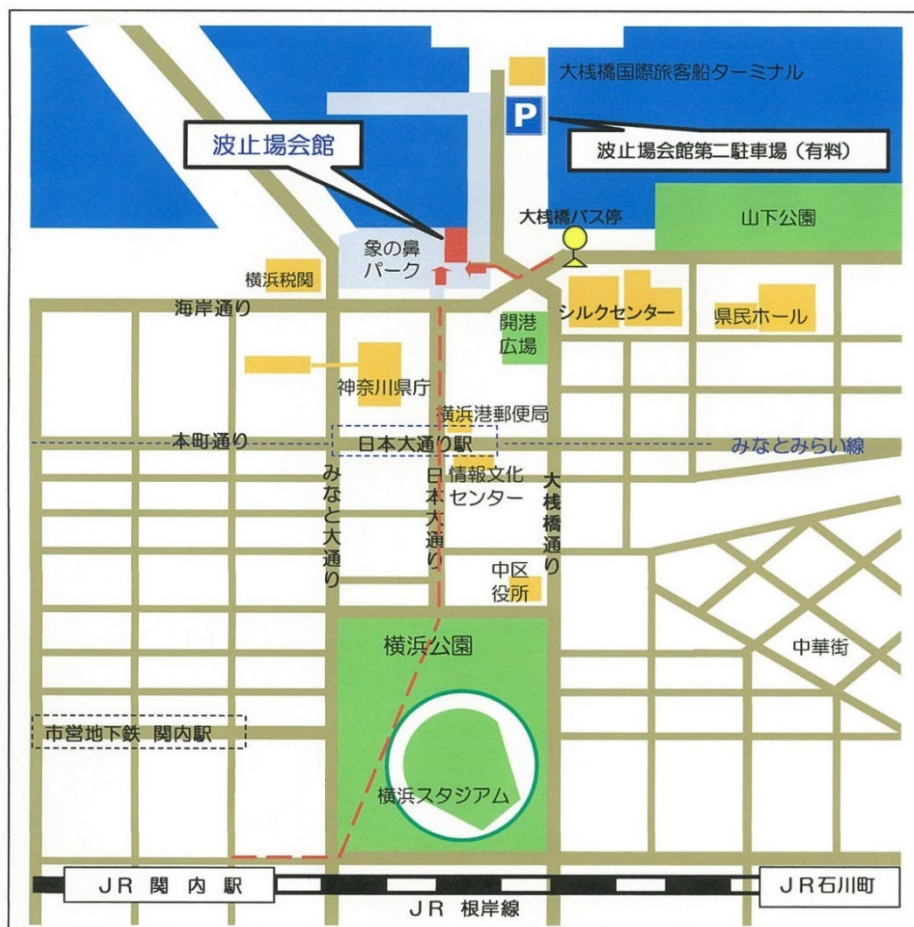 大桟橋国際旅客船ターミナル
P
波止場会館
波止場会館第二駐車場（有料）
大桟橋バス停
山下公園
象の鼻
パーク
横浜税関
海岸通り
シルクセンター
県民ホール
開港
広場
神奈川県庁
横浜港郵便局
本町通り
日本大通り駅
みなとみらい線
みなと大通り
日本大通り
情報文化
センター
大桟橋通り
中区
役所
横浜公園
中華街
市営地下鉄 関内駅
横浜スタジアム
JR 関内駅
JR石川町
JR 根岸線